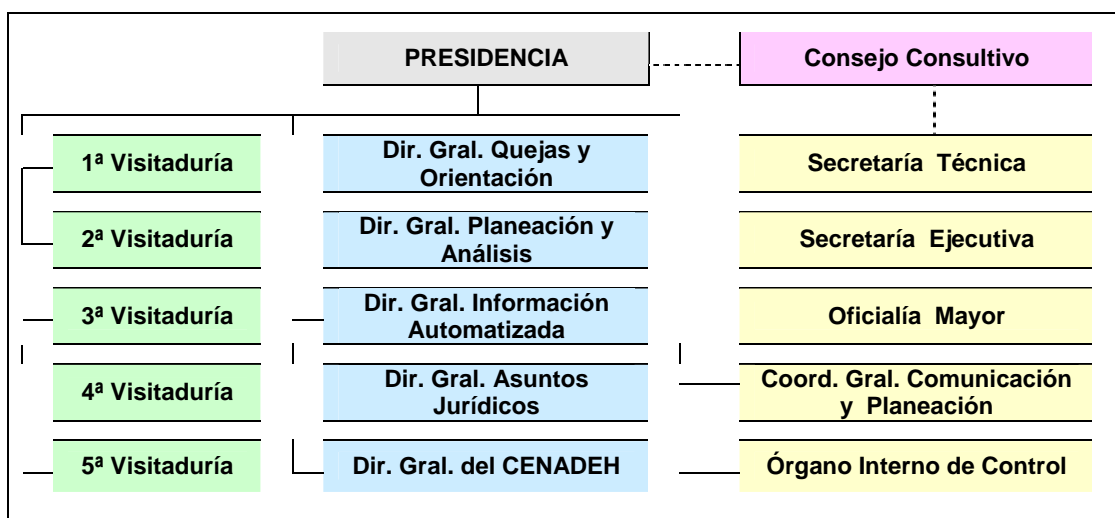 PRESIDENCIA
Consejo Consultivo
1ª Visitaduría
Dir. Gral. Quejas y
Orientación
Secretaría Técnica
2ª Visitaduría
Dir. Gral. Planeación y
Análisis
Secretaría Ejecutiva
3ª Visitaduría
Dir. Gral. Información
Automatizada
Oficialía Mayor
4ª Visitaduría
Dir. Gral. Asuntos
Jurídicos
Coord. Gral. Comunicación
y Planeación
5ª Visitaduría
Dir. Gral. del CENADEH
Órgano Interno de Control